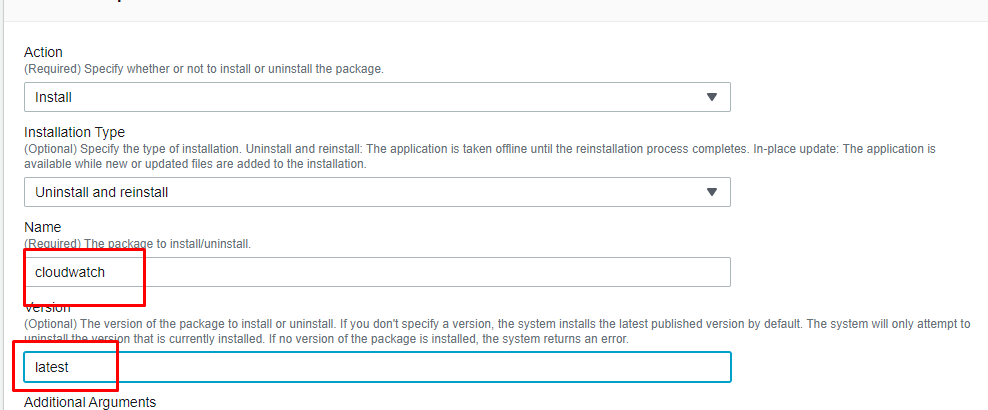 Action
(Required) Specify whether or not to install or uninstall the package.
Install
Installation Type
(Optional) Specify the type of installation. Uninstall and reinstall: The application is taken offline until the reinstallation process completes. In-place update: The application is
available while new or updated files are added to the installation.
Uninstall and reinstall
Name
(Required) The package to install/uninstall.
cloudwatch
Version
(Optional) The version of the package to install or uninstall. If you don't specify a version, the system installs the latest published version by default. The system will only attempt to
uninstall the version that is currently installed. If no version of the package is installed, the system returns an error.
latest
Additional Arguments